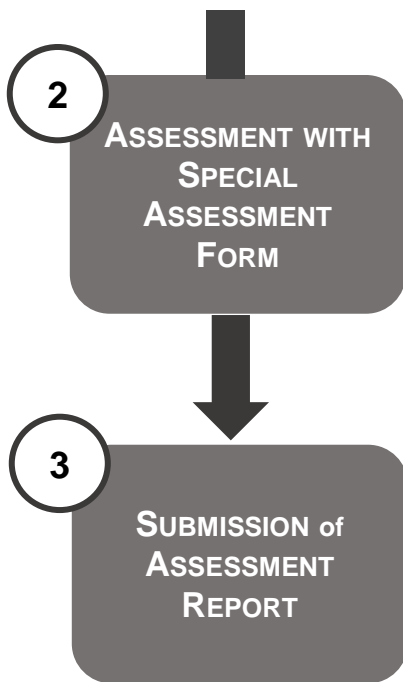 2
ASSESSMENT WITH
SPECIAL
ASSESSMENT
FORM
3
SUBMISSION of
ASSESSMENT
REPORT